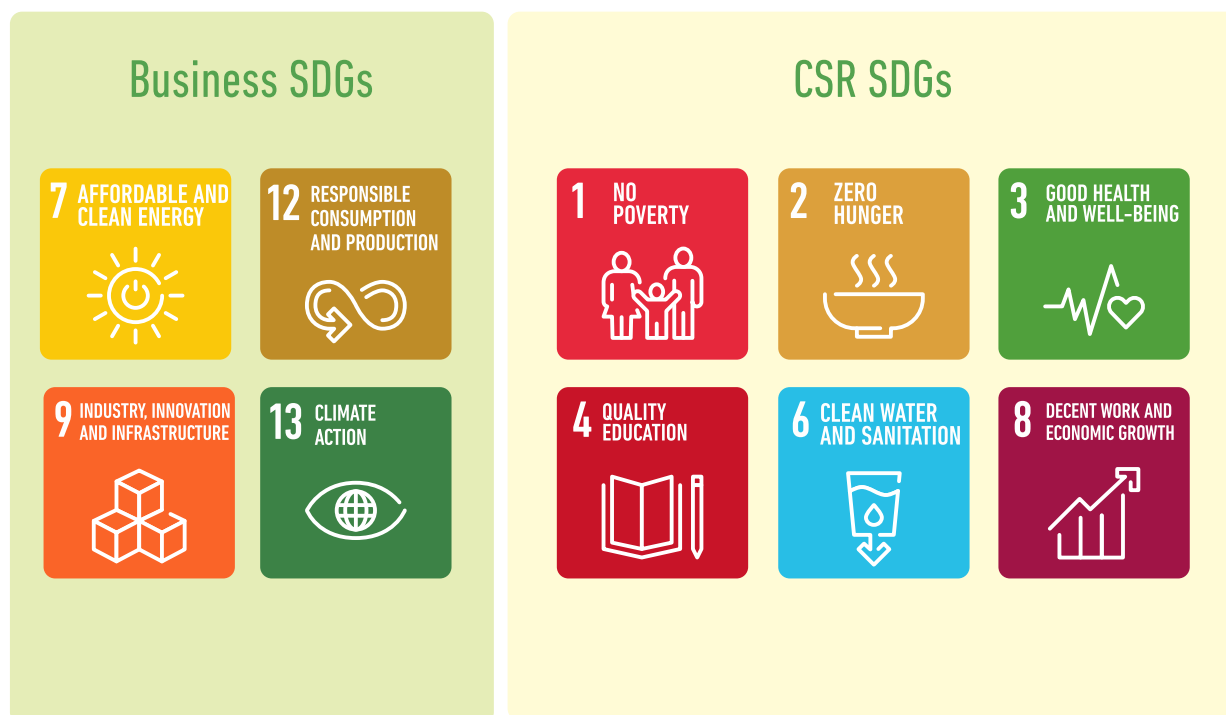 Business SDGs
7 AFFORDABLE AND
CLEAN ENERGY
12 RESPONSIBLE
CONSUMPTION
AND PRODUCTION
9 INDUSTRY, INNOVATION
AND INFRASTRUCTURE
13 CLIMATE
ACTION
CSR SDGs
1 NO
POVERTY
2 ZERO
HUNGER
3 GOOD HEALTH
AND WELL-BEING
4 QUALITY
EDUCATION
6 CLEAN WATER
AND SANITATION
8 DECENT WORK AND
ECONOMIC GROWTH